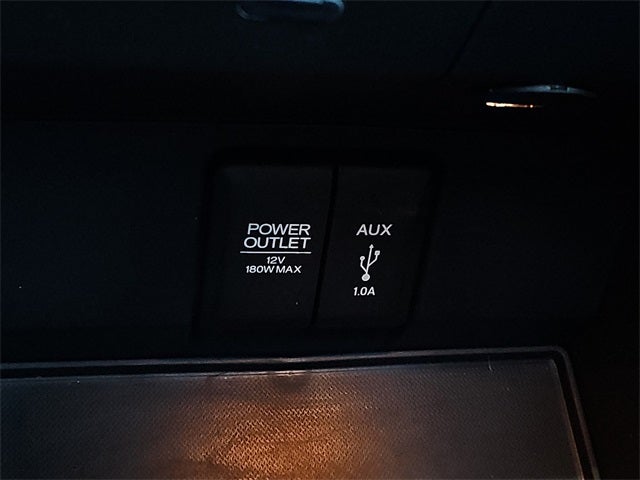 POWER
OUTLET
12V
180W MAX
AUX
1.0A